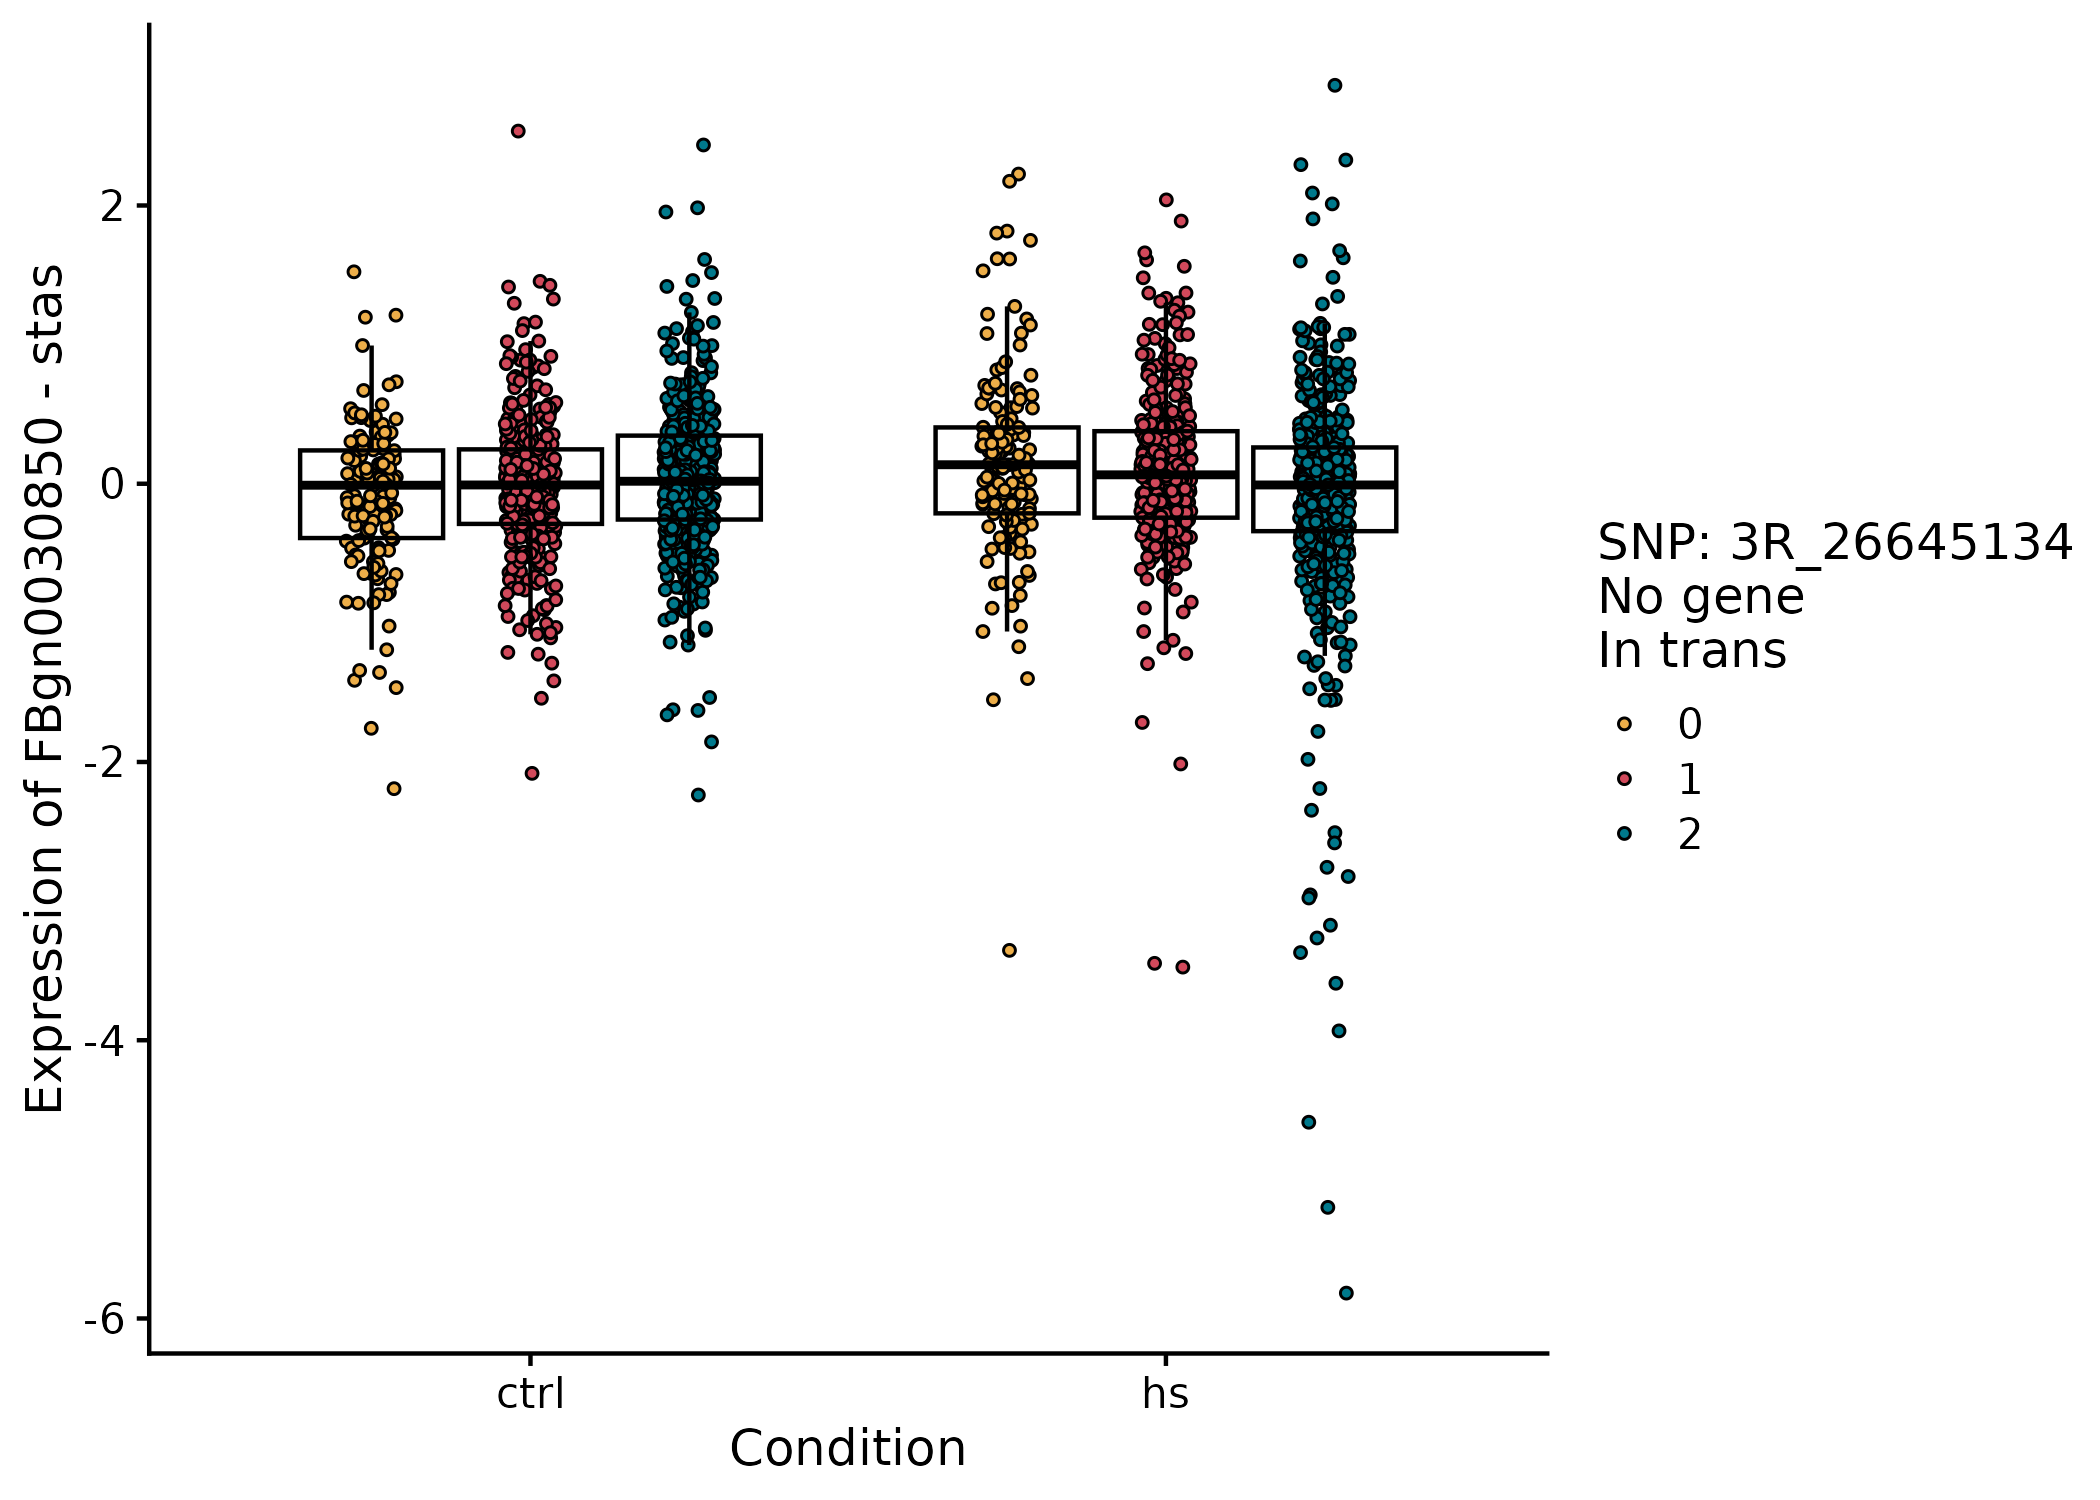 Expression of FBgn0030850 - stas
2
0
-2
-4
-6
ctrl
hs
Condition
SNP: 3R_26645134
No gene
In trans
0
1
2